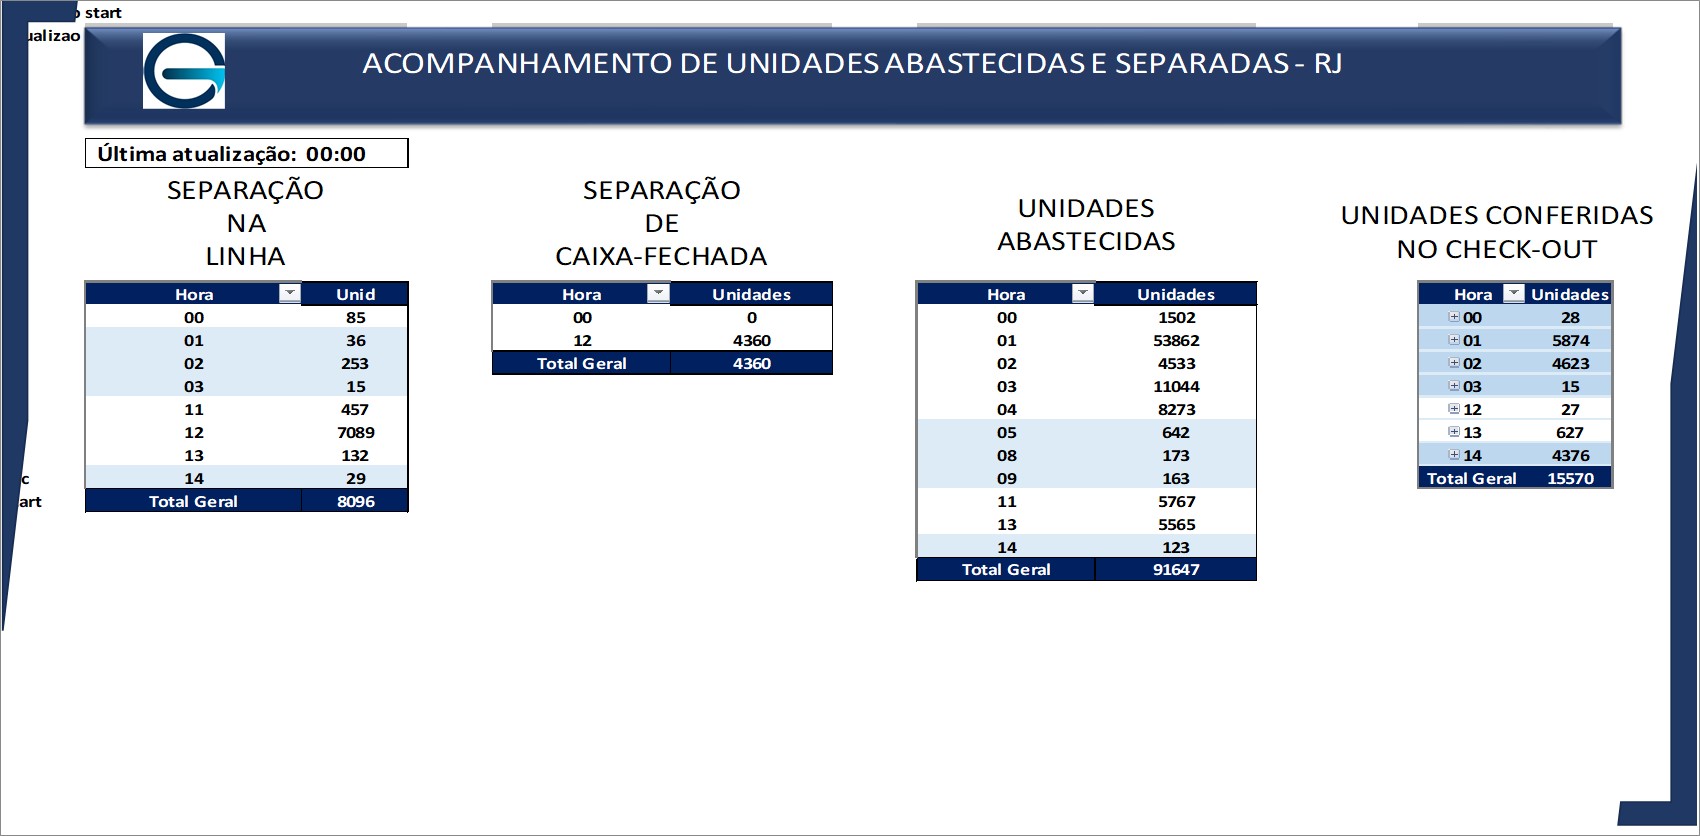 start
ualizao
ACOMPANHAMENTO DE UNIDADES ABASTECIDAS E SEPARADAS - RJ
Última atualização: 00:00
SEPARAÇÃO
NA
LINHA
Hora Unid
00 85
01 36
02 253
03 15
11 457
12 7089
13 132
14 29
Total Geral 8096
SEPARAÇÃO
DE
CAIXA-FECHADA
Hora Unidades
00 0
12 4360
Total Geral 4360
UNIDADES
ABASTECIDAS
Hora Unidades
00 1502
01 53862
02 4533
03 11044
04 8273
05 642
08 173
09 163
11 5767
13 5565
14 123
Total Geral 91647
UNIDADES CONFERIDAS
NO CHECK-OUT
Hora Unidades
00 28
01 5874
02 4623
03 15
12 27
13 627
14 4376
Total Geral 15570
c
art